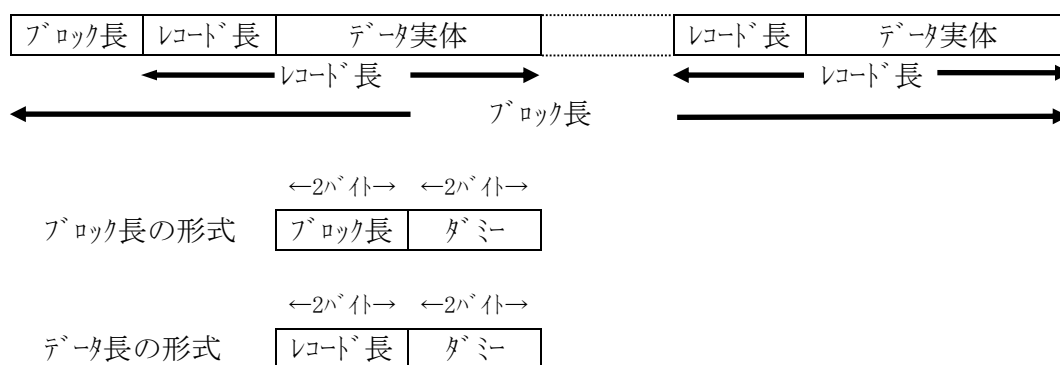 ﾌﾞﾛｯｸ長 ﾚｺｰﾄﾞ長 ﾃﾞｰﾀ実体 ﾚｺｰﾄﾞ長 ﾃﾞｰﾀ実体
ﾚｺｰﾄﾞ長 ﾚｺｰﾄﾞ長
ﾌﾞﾛｯｸ長
←2ﾊﾞｲﾄ→ ←2ﾊﾞｲﾄ→
ﾌﾞﾛｯｸ長の形式 ﾌﾞﾛｯｸ長 ﾀﾞﾐｰ
←2ﾊﾞｲﾄ→ ←2ﾊﾞｲﾄ→
ﾃﾞｰﾀ長の形式 ﾚｺｰﾄﾞ長 ﾀﾞﾐｰ